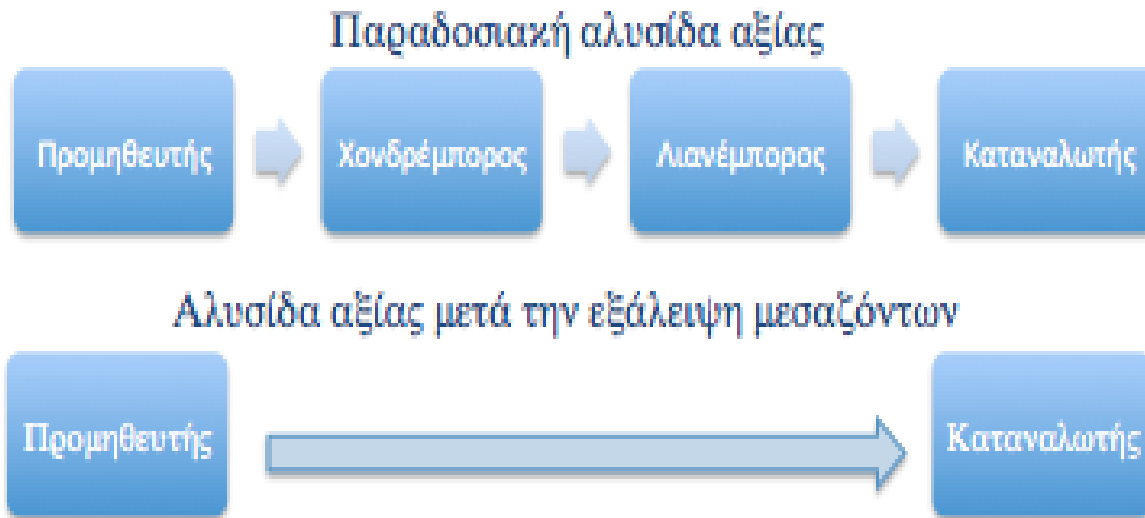 Παραδοσιακή αλυσίδα αξίας
Προμηθευτής Χονδρέμπορος Λιανέμπορος Καταναλωτής
Αλυσίδα αξίας μετά την εξάλειψη μεσαζόντων
Προμηθευτής Καταναλωτής